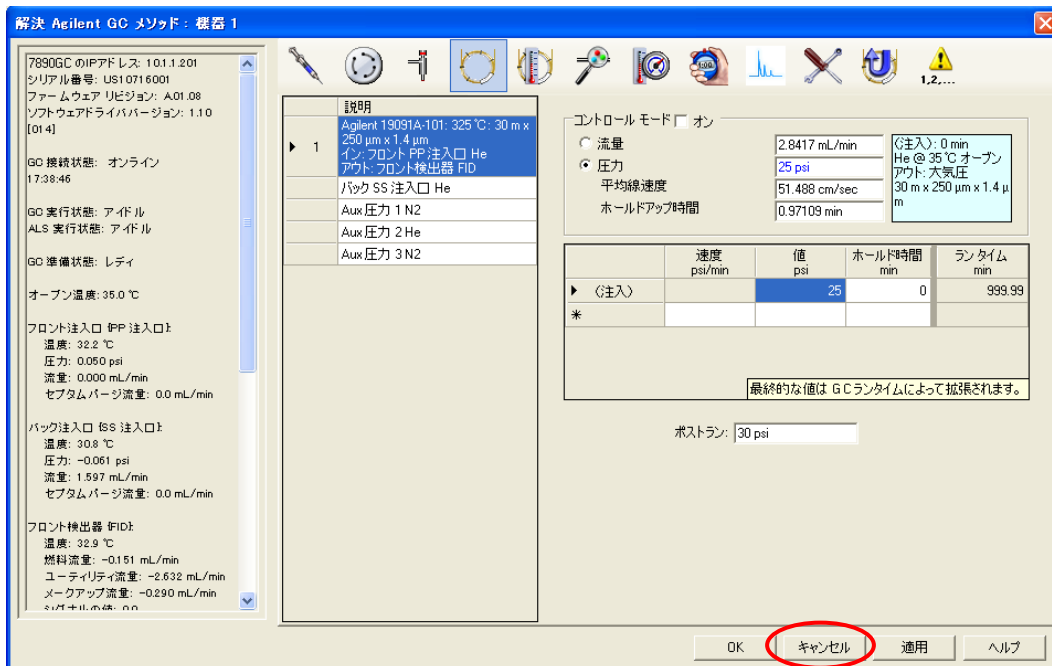 解決 Agilent GC メソッド: 機器 1
7890GC のIPアドレス: 10.1.1.201
シリアル番号: US10716001
ファームウェア リビジョン: A.01.08
ソフトウェアドライババージョン: 1.10
[014]
GC 接続状態: オンライン
17:38:46
GC 実行状態: アイドル
ALS 実行状態: アイドル
GC 準備状態: レディ
オーブン温度: 35.0 ℃
フロント注入口 {PP 注入口}:
温度: 32.2 ℃
圧力: 0.050 psi
流量: 0.000 mL/min
セプタム パージ流量: 0.0 mL/min
バック注入口 {SS 注入口}:
温度: 30.8 ℃
圧力: -0.061 psi
流量: 1.597 mL/min
セプタム パージ流量: 0.0 mL/min
フロント検出器 {FID}:
温度: 32.9 ℃
燃料流量: -0.151 mL/min
ユーティリティ流量: -2.632 mL/min
メークアップ流量: -0.290 mL/min
1:00
1,2,...
説明
1
Agilent 19091A-101: 325 ℃: 30 m x
250 µm x 1.4 µm
イン: フロント PP 注入口 He
アウト: フロント検出器 FID
バック SS 注入口 He
Aux 圧力 1 N2
Aux 圧力 2 He
Aux 圧力 3 N2
コントロール モード オン
流量 2.8417 mL/min
圧力 25 psi
平均線速度 51.488 cm/sec
ホールドアップ時間 0.97109 min
(注入): 0 min
He @ 35 ℃ オーブン
アウト: 大気圧
30 m x 250 µm x 1.4 µ
m
速度 値 ホールド時間 ラン タイム
psi/min psi min min
(注入) 25 0 999.99
*
最終的な値は GCランタイムによって拡張されます。
ポストラン: 30 psi
OK キャンセル 適用 ヘルプ